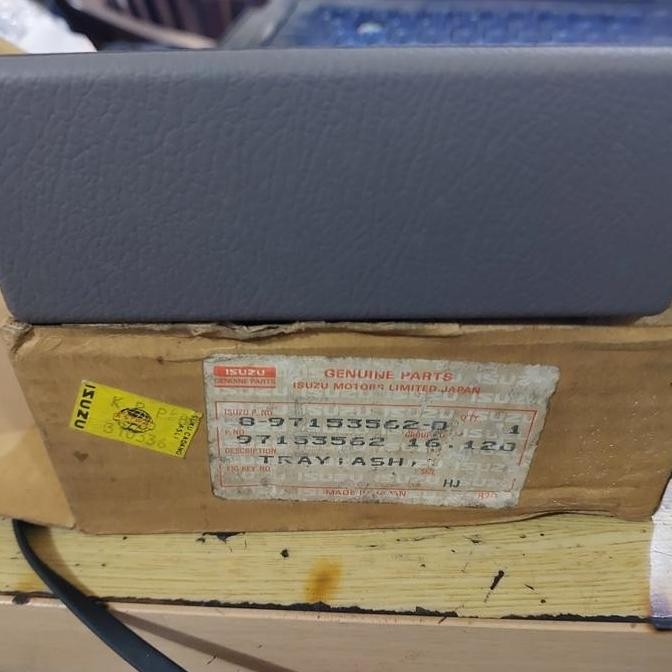 ISUZU
GENUINE PARTS
GENUINE PARTS
ISUZU MOTORS LIMITED JAPAN
ISUZU P. NO
QTY
8-97153562-0 1
P. NO
97153562 16.120
DESCRIPTION
TRAY;ASH,
FIG KEY NO
HJ
MADE IN JAPAN
ISUZU